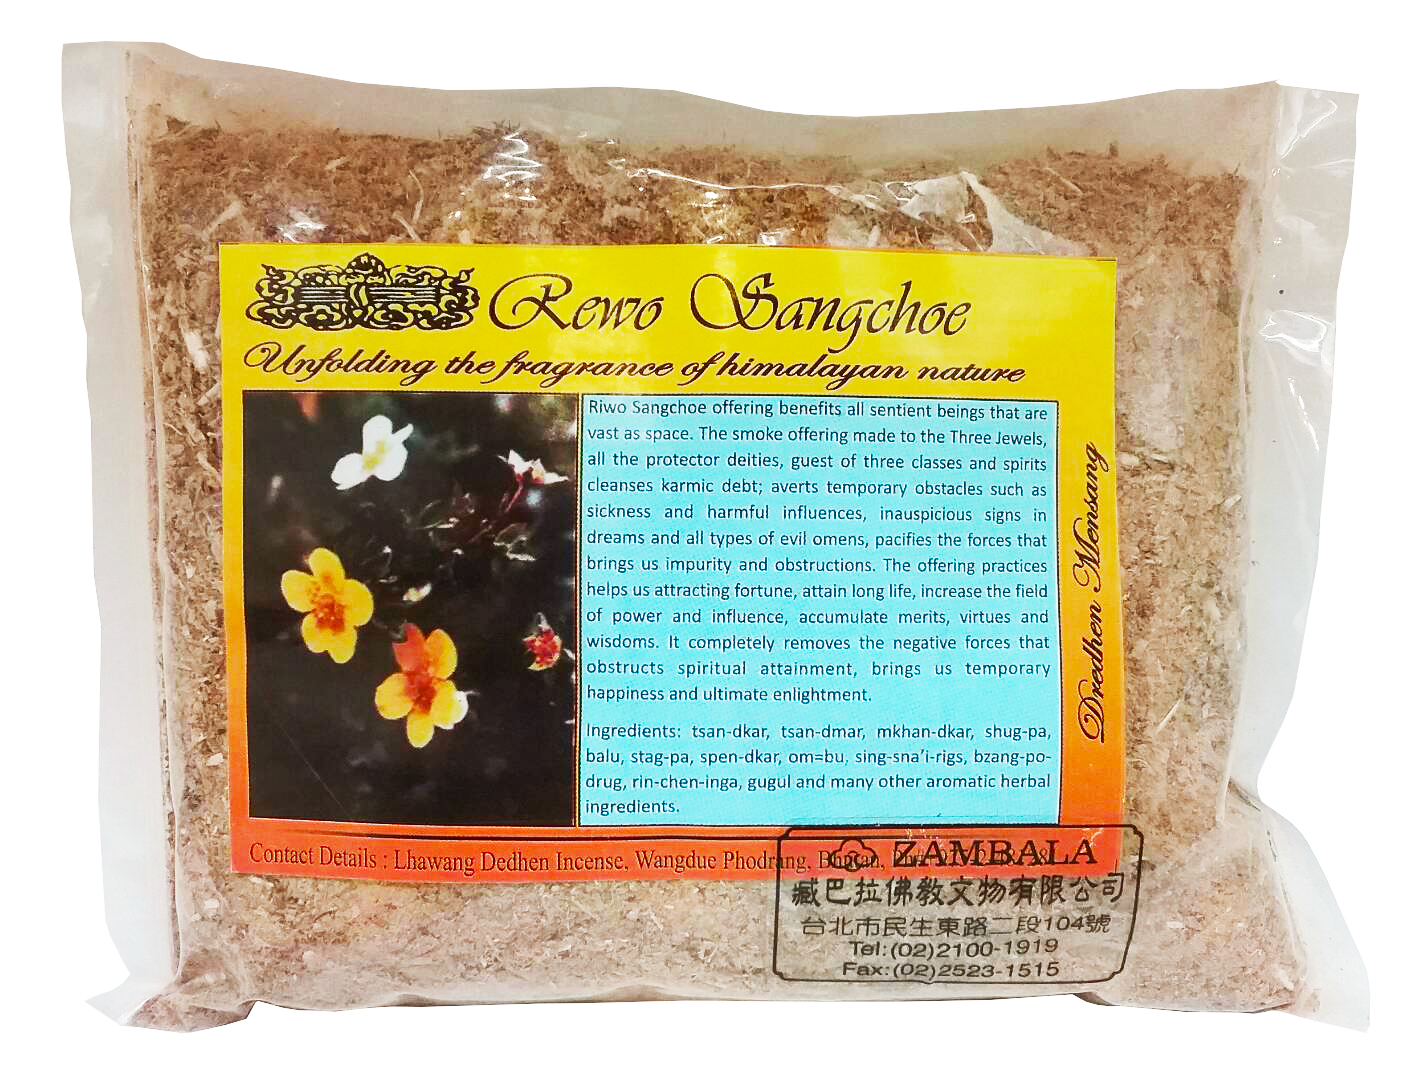 Rewo Sangchoe
Unfolding the fragrance of himalayan nature
Riwo Sangchoe offering benefits all sentient beings that are
vast as space. The smoke offering made to the Three Jewels,
all the protector deities, guest of three classes and spirits
cleanses karmic debt; averts temporary obstacles such as
sickness and harmful influences, inauspicious signs in
dreams and all types of evil omens, pacifies the forces that
brings us impurity and obstructions. The offering practices
helps us attracting fortune, attain long life, increase the field
of power and influence, accumulate merits, virtues and
wisdoms. It completely removes the negative forces that
obstructs spiritual attainment, brings us temporary
happiness and ultimate enlightment.
Ingredients: tsan-dkar, tsan-dmar, mkhan-dkar, shug-pa,
balu, stag-pa, spen-dkar, om=bu, sing-sna'i-rigs, bzang-po-
drug, rin-chen-inga, gugul and many other aromatic herbal
ingredients.
Dredhen Mensang
Contact Details : Lhawang Dedhen Incense, Wangdue Phodrang, Bhutan,
ZAMBALA
臧巴拉佛教文物有限公司
台北市民生東路二段104號
Tel:(02)2100-1919
Fax:(02)2523-1515